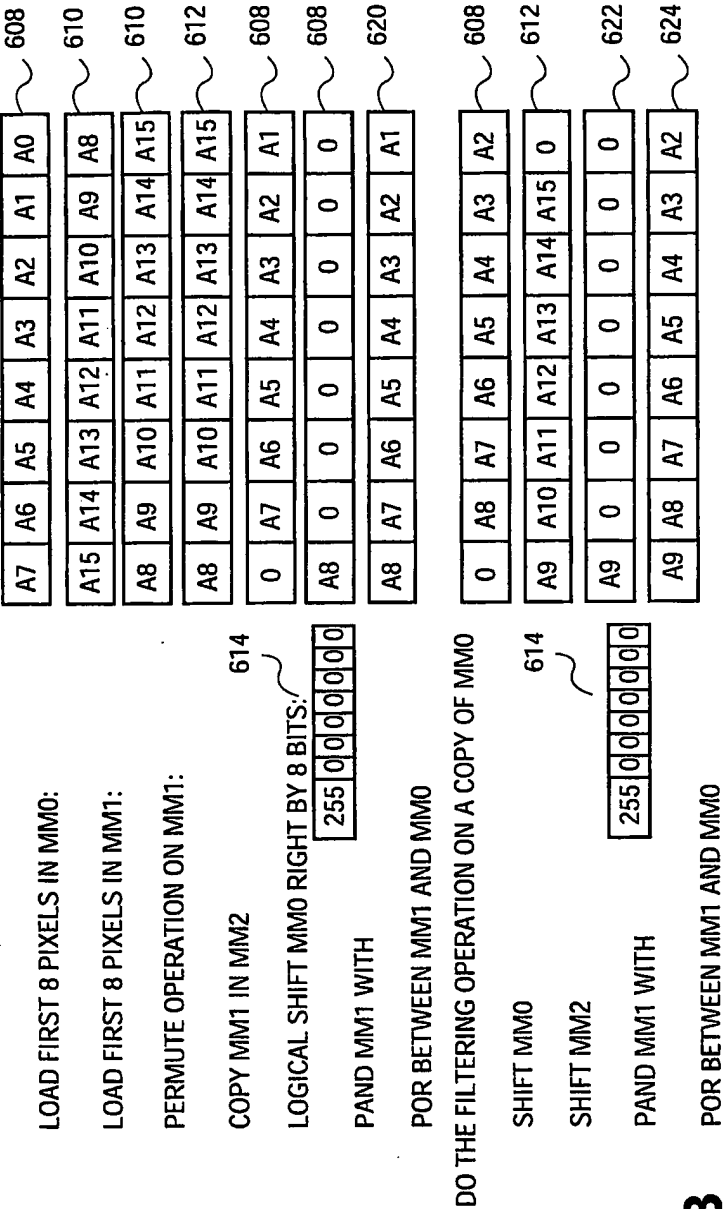 LOAD FIRST 8 PIXELS IN MM0: A7 A6 A5 A4 A3 A2 A1 A0 608
LOAD FIRST 8 PIXELS IN MM1: A15 A14 A13 A12 A11 A10 A9 A8 610
PERMUTE OPERATION ON MM1: A8 A9 A10 A11 A12 A13 A14 A15 610
COPY MM1 IN MM2 A8 A9 A10 A11 A12 A13 A14 A15 612
614
LOGICAL SHIFT MM0 RIGHT BY 8 BITS: 0 A7 A6 A5 A4 A3 A2 A1 608
PAND MM1 WITH 255 0 0 0 0 0 0 0 A8 0 0 0 0 0 0 0 608
POR BETWEEN MM1 AND MM0 A8 A7 A6 A5 A4 A3 A2 A1 620
DO THE FILTERING OPERATION ON A COPY OF MM0
SHIFT MM0 0 A8 A7 A6 A5 A4 A3 A2 608
SHIFT MM2 A9 A10 A11 A12 A13 A14 A15 0 612
614
PAND MM1 WITH 255 0 0 0 0 0 0 0 A9 0 0 0 0 0 0 0 622
POR BETWEEN MM1 AND MM0 A9 A8 A7 A6 A5 A4 A3 A2 624